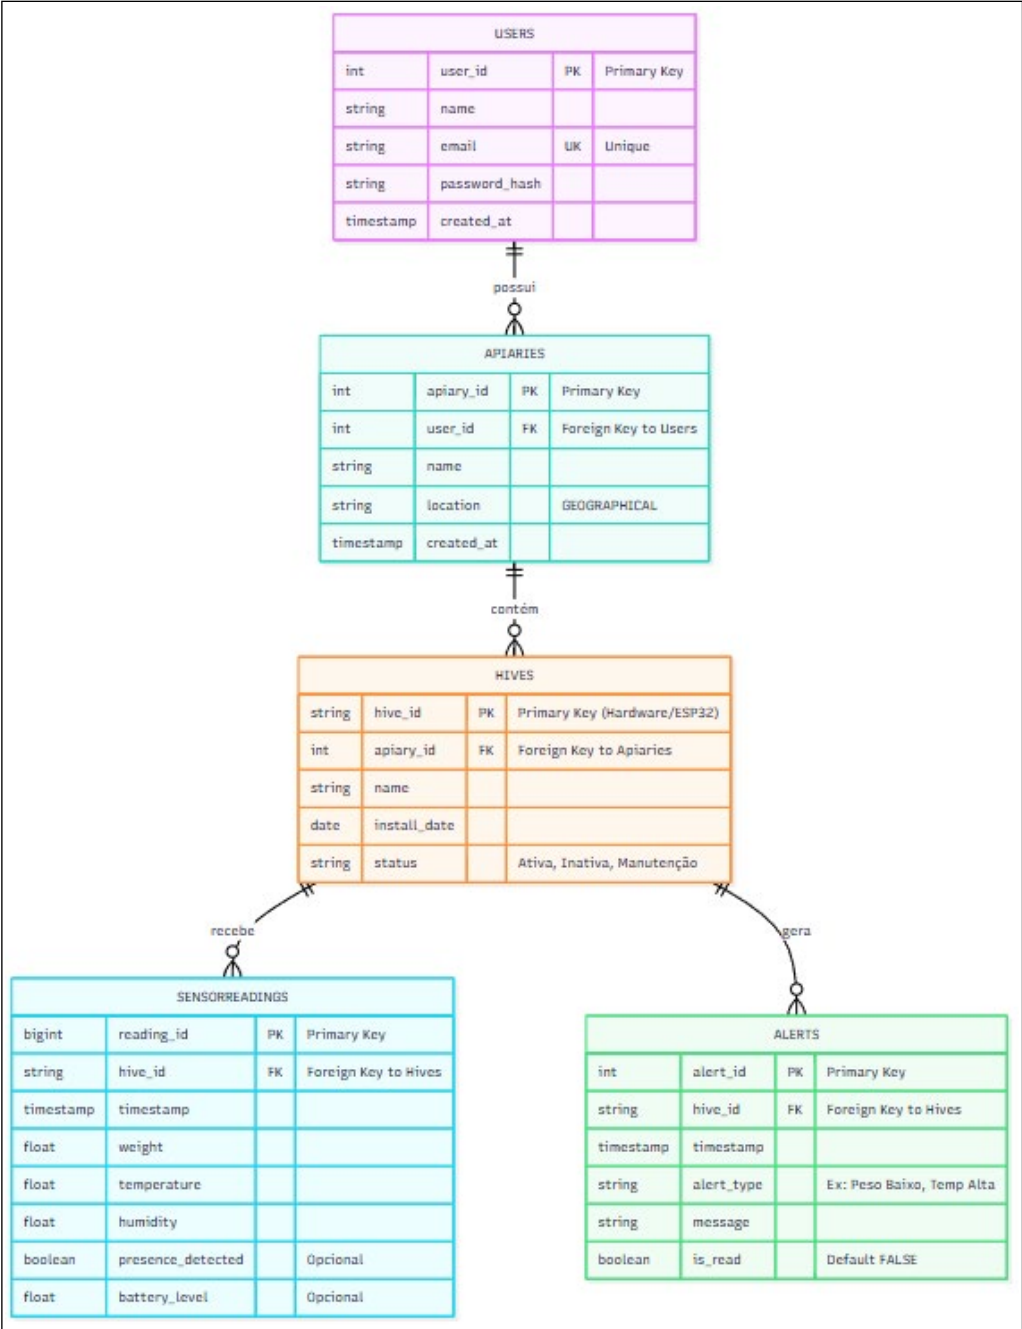 USERS
int user_id PK Primary Key
string name
string email UK Unique
string password_hash
timestamp created_at
possui
APIARIES
int apiary_id PK Primary Key
int user_id FK Foreign Key to Users
string name
string location GEOGRAPHICAL
timestamp created_at
contém
HIVES
string hive_id PK Primary Key (Hardware/ESP32)
int apiary_id FK Foreign Key to Apiaries
string name
date install_date
string status Ativa, Inativa, Manutenção
recebe
gera
SENSORREADINGS
bigint reading_id PK Primary Key
string hive_id FK Foreign Key to Hives
timestamp timestamp
float weight
float temperature
float humidity
boolean presence_detected Opcional
float battery_level Opcional
ALERTS
int alert_id PK Primary Key
string hive_id FK Foreign Key to Hives
timestamp timestamp
string alert_type Ex: Peso Baixo, Temp Alta
string message
boolean is_read Default FALSE